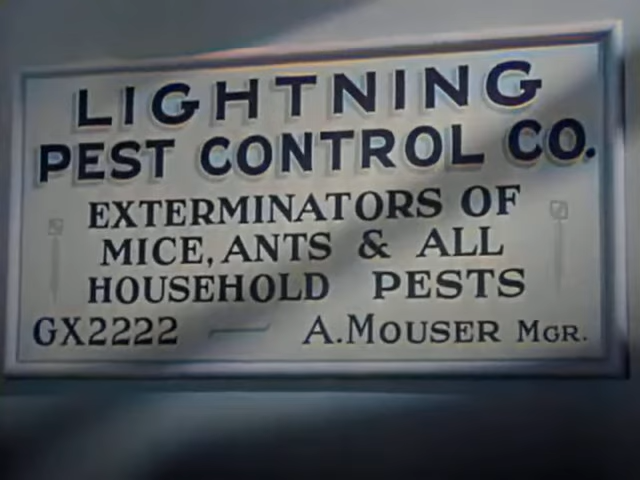 LIGHTNING
PEST CONTROL CO.
EXTERMINATORS OF
MICE, ANTS & ALL
HOUSEHOLD PESTS
GX2222 — A. MOUSER MGR.